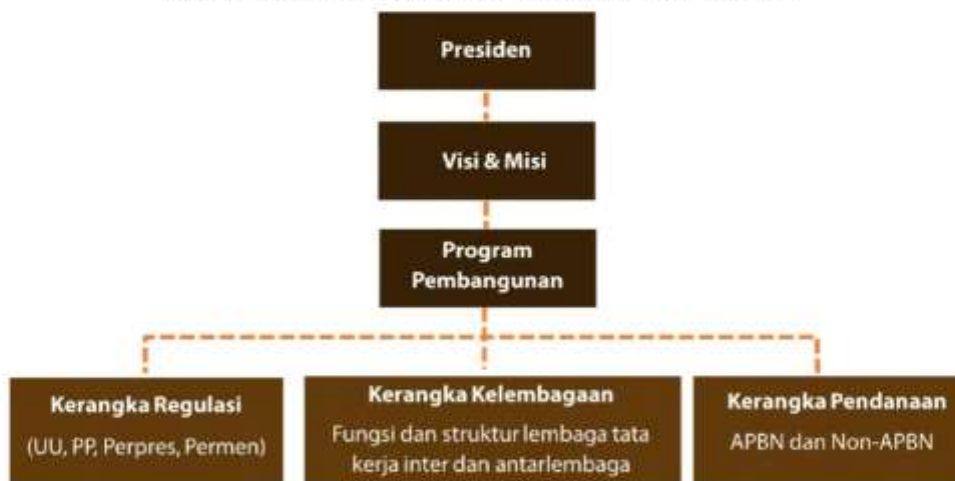 Presiden
Visi & Misi
Program
Pembangunan
Kerangka Regulasi
(UU, PP, Perpres, Permen)
Kerangka Kelembagaan
Fungsi dan struktur lembaga tata
kerja inter dan antarlembaga
Kerangka Pendanaan
APBN dan Non-APBN